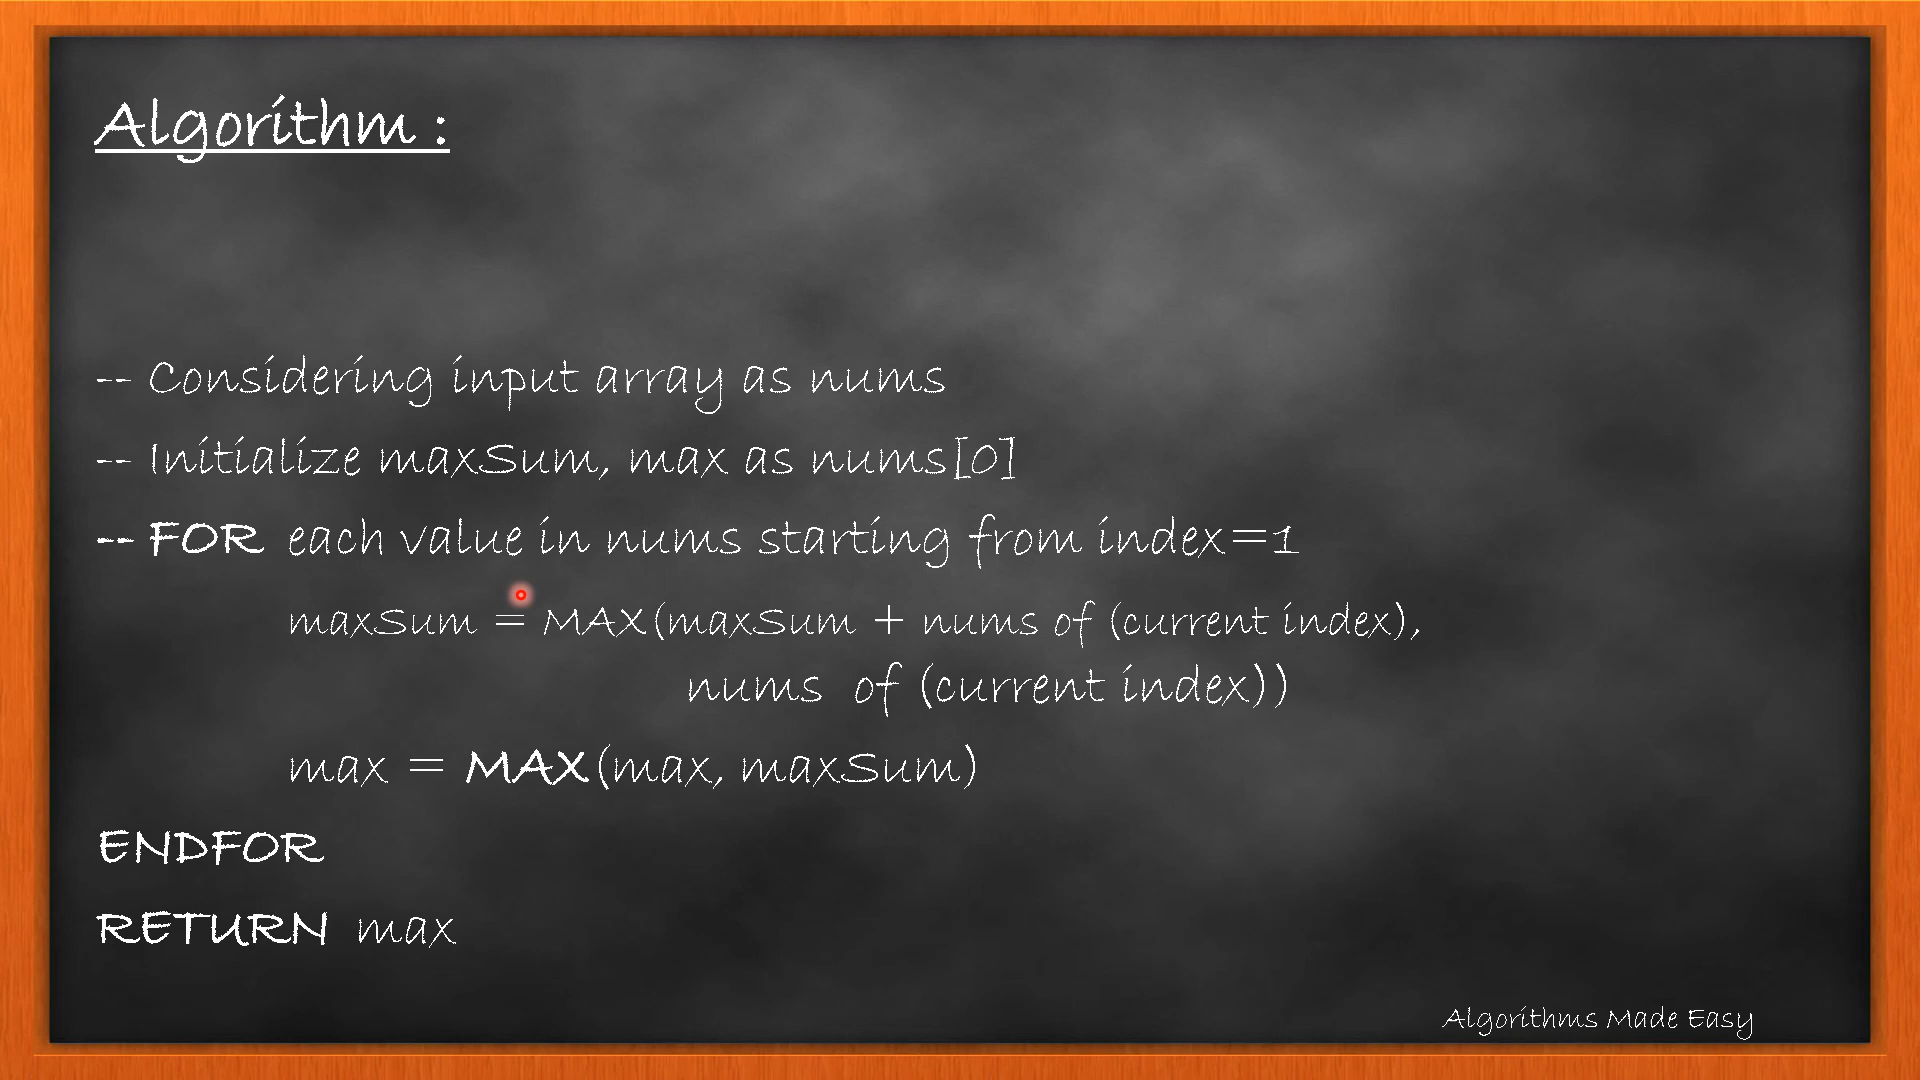 Algorithm :
-- Considering input array as nums
-- Initialize maxSum, max as nums[0]
-- FOR each value in nums starting from index=1
maxSum = MAX(maxSum + nums of (current index),
nums of (current index))
max = MAX(max, maxSum)
ENDFOR
RETURN max
Algorithms Made Easy